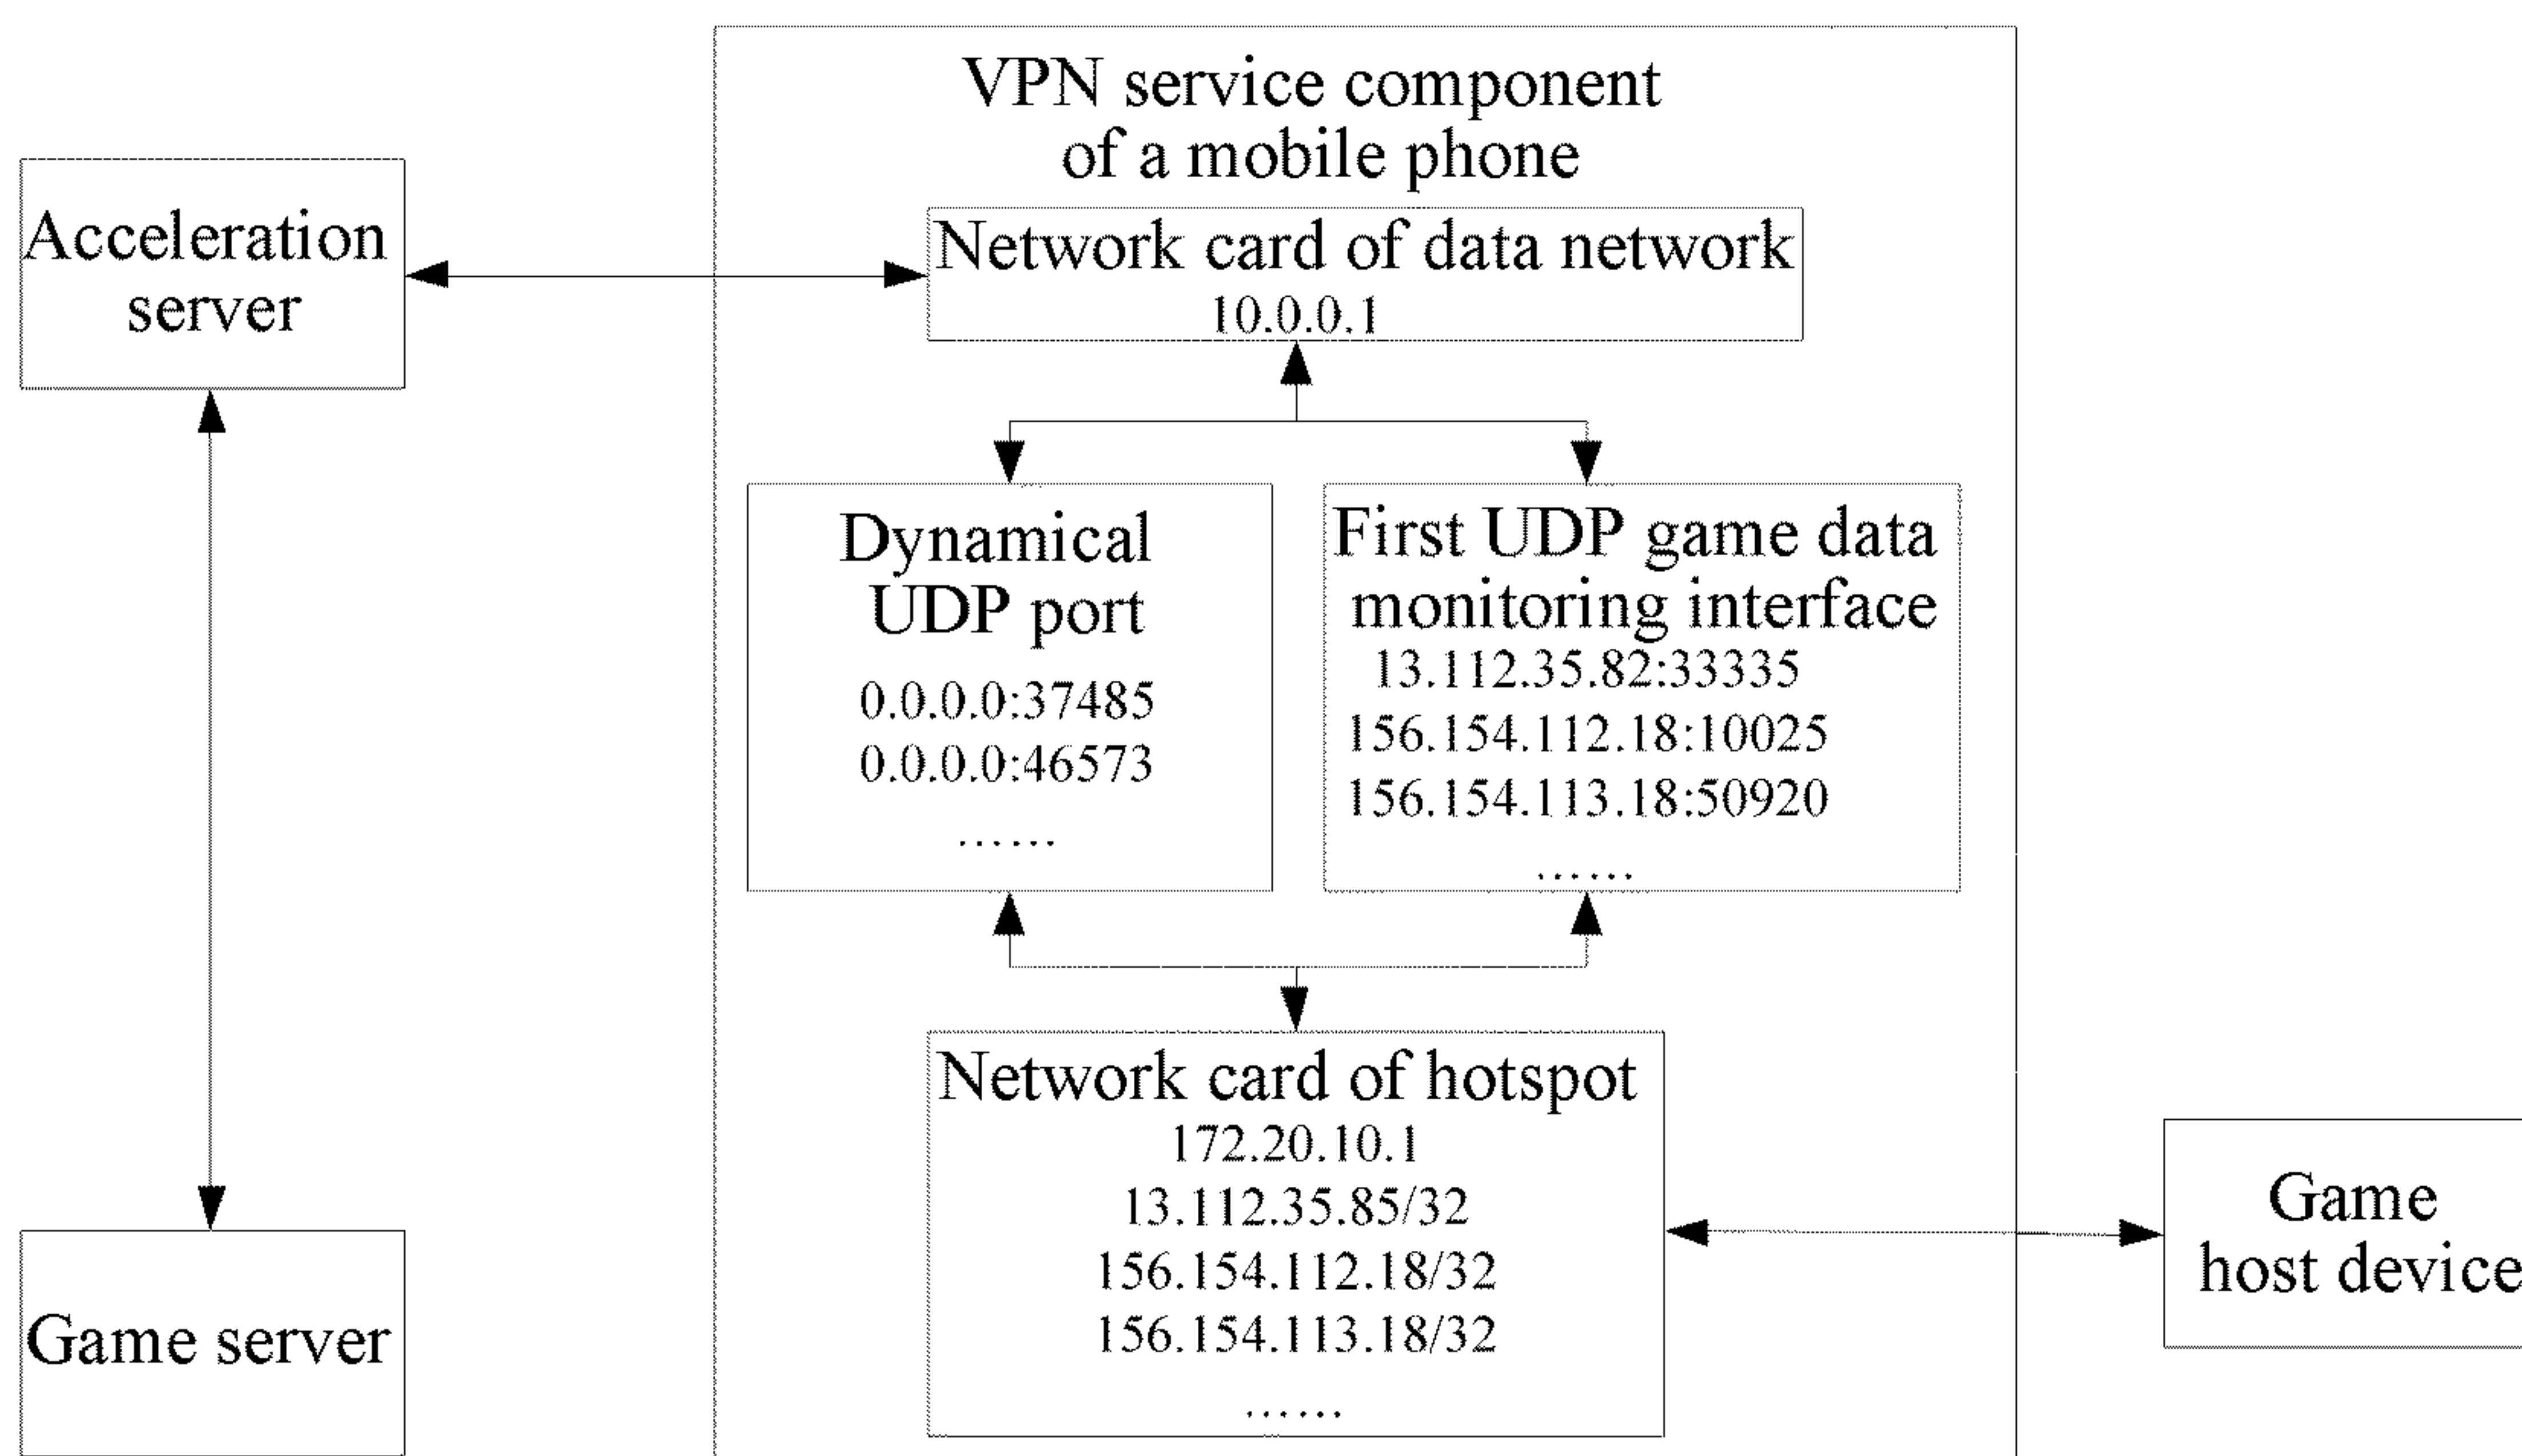 VPN service component
of a mobile phone
Acceleration
server
Network card of data network
10.0.0.1
Dynamical
UDP port
0.0.0.0:37485
0.0.0.0:46573
......
First UDP game data
monitoring interface
13.112.35.82:33335
156.154.112.18:10025
156.154.113.18:50920
......
Network card of hotspot
172.20.10.1
13.112.35.85/32
156.154.112.18/32
156.154.113.18/32
......
Game server
Game
host device